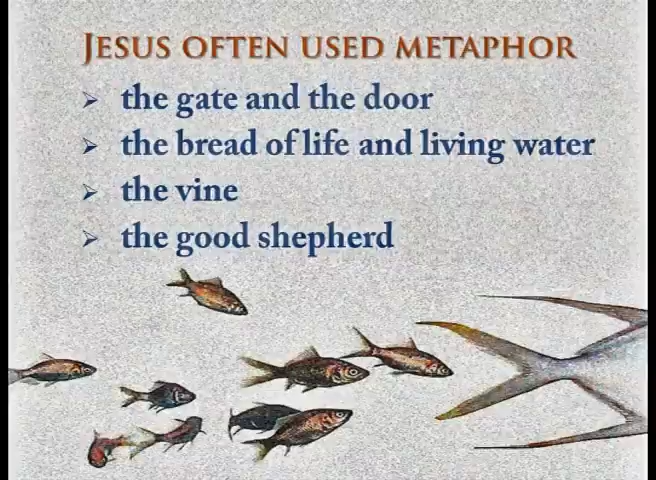 JESUS OFTEN USED METAPHOR
➢ the gate and the door
➢ the bread of life and living water
➢ the vine
➢ the good shepherd